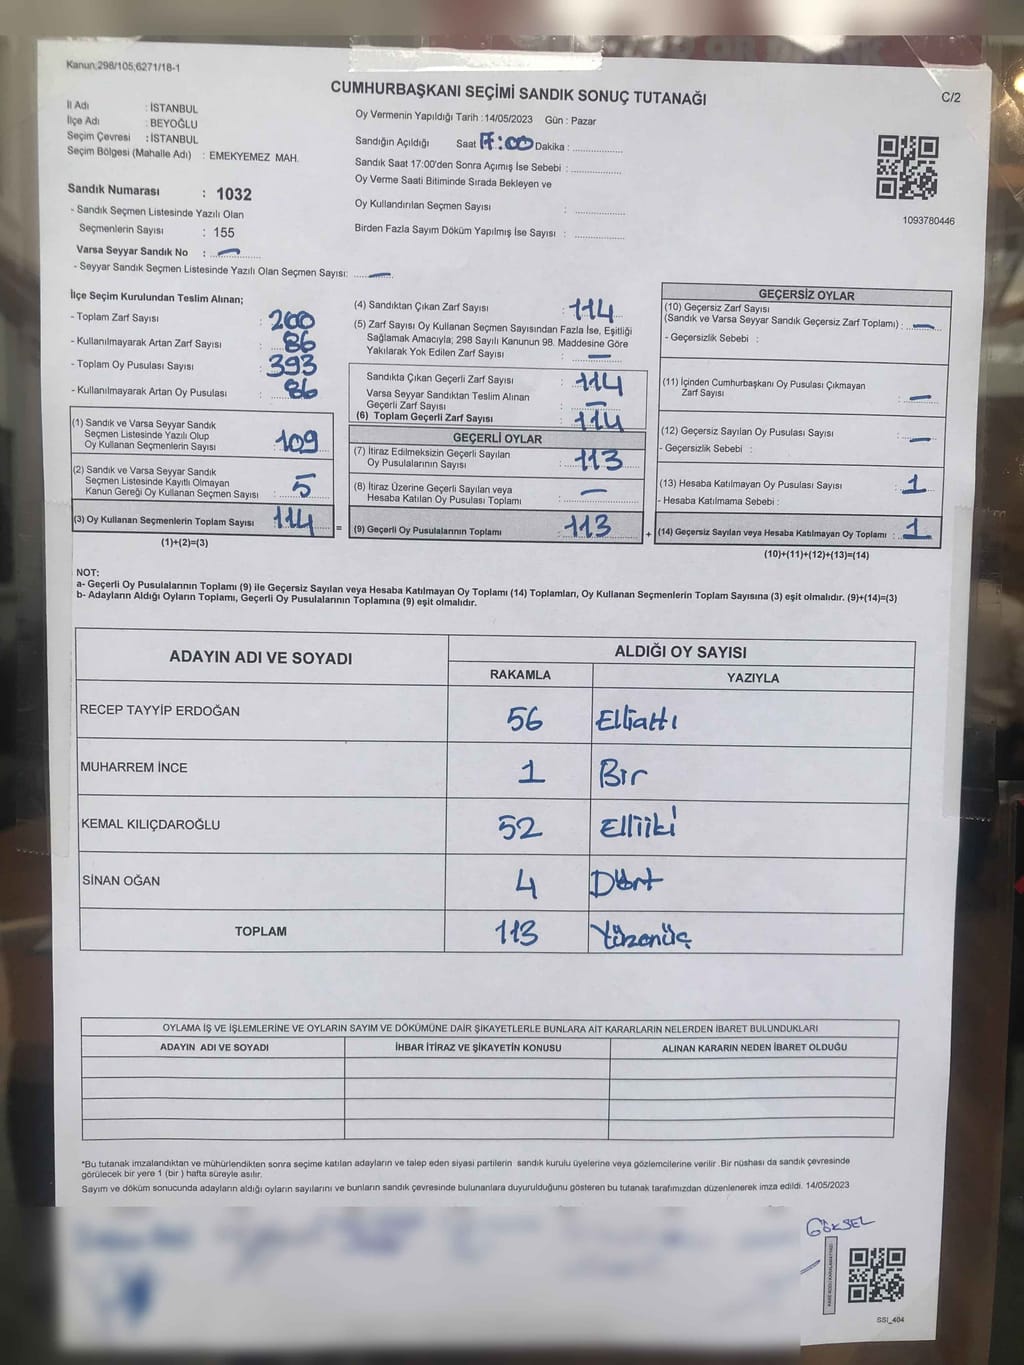 Kanun;298/105,6271/18-1
CUMHURBAŞKANI SEÇİMİ SANDIK SONUÇ TUTANAĞI
C/2
İl Adı : İSTANBUL
İlçe Adı : BEYOĞLU
Seçim Çevresi : İSTANBUL
Seçim Bölgesi (Mahalle Adı) : EMEKYEMEZ MAH.
Sandık Numarası : 1032
- Sandık Seçmen Listesinde Yazılı Olan
Seçmenlerin Sayısı : 155
Varsa Seyyar Sandık No : —
- Seyyar Sandık Seçmen Listesinde Yazılı Olan Seçmen Sayısı: —
Oy Vermenin Yapıldığı Tarih : 14/05/2023 Gün : Pazar
Sandığın Açıldığı Saat 17:00 Dakika :
Sandık Saat 17:00'den Sonra Açımış İse Sebebi :
Oy Verme Saati Bitiminde Sırada Bekleyen ve
Oy Kullandırılan Seçmen Sayısı :
Birden Fazla Sayım Döküm Yapılmış İse Sayısı :
1093780446
İlçe Seçim Kurulundan Teslim Alınan;
- Toplam Zarf Sayısı : 200
- Kullanılmayarak Artan Zarf Sayısı : 86
- Toplam Oy Pusulası Sayısı : 393
- Kullanılmayarak Artan Oy Pusulası : 86
(1) Sandık ve Varsa Seyyar Sandık
Seçmen Listesinde Yazılı Olup
Oy Kullanan Seçmenlerin Sayısı : 109
(2) Sandık ve Varsa Seyyar Sandık
Seçmen Listesinde Kayıtlı Olmayan
Kanun Gereği Oy Kullanan Seçmen Sayısı : 5
(3) Oy Kullanan Seçmenlerin Toplam Sayısı : 114
(1)+(2)=(3)
(4) Sandıktan Çıkan Zarf Sayısı : 114
(5) Zarf Sayısı Oy Kullanan Seçmen Sayısından Fazla İse, Eşitliği
Sağlamak Amacıyla; 298 Sayılı Kanunun 98. Maddesine Göre
Yakılarak Yok Edilen Zarf Sayısı : —
Sandıkta Çıkan Geçerli Zarf Sayısı : 114
Varsa Seyyar Sandıktan Teslim Alınan
Geçerli Zarf Sayısı : —
(6) Toplam Geçerli Zarf Sayısı : 114
GEÇERLİ OYLAR
(7) İtiraz Edilmeksizin Geçerli Sayılan
Oy Pusulalarının Sayısı : 113
(8) İtiraz Üzerine Geçerli Sayılan veya
Hesaba Katılan Oy Pusulası Toplamı : —
= (9) Geçerli Oy Pusulalarının Toplamı : 113
GEÇERSİZ OYLAR
(10) Geçersiz Zarf Sayısı
(Sandık ve Varsa Seyyar Sandık Geçersiz Zarf Toplamı) : —
- Geçersizlik Sebebi :
(11) İçinden Cumhurbaşkanı Oy Pusulası Çıkmayan
Zarf Sayısı : —
(12) Geçersiz Sayılan Oy Pusulası Sayısı : —
- Geçersizlik Sebebi :
(13) Hesaba Katılmayan Oy Pusulası Sayısı : 1
- Hesaba Katılmama Sebebi :
+ (14) Geçersiz Sayılan veya Hesaba Katılmayan Oy Toplamı : 1
(10)+(11)+(12)+(13)=(14)
NOT:
a- Geçerli Oy Pusulalarının Toplamı (9) ile Geçersiz Sayılan veya Hesaba Katılmayan Oy Toplamı (14) Toplamları, Oy Kullanan Seçmenlerin Toplam Sayısına (3) eşit olmalıdır. (9)+(14)=(3)
b- Adayların Aldığı Oyların Toplamı, Geçerli Oy Pusulalarının Toplamına (9) eşit olmalıdır.
ADAYIN ADI VE SOYADI ALDIĞI OY SAYISI
RAKAMLA YAZIYLA
RECEP TAYYİP ERDOĞAN 56 Elliattı
MUHARREM İNCE 1 Bir
KEMAL KILIÇDAROĞLU 52 Elliiki
SİNAN OĞAN 4 Dört
TOPLAM 113 Yüzonüç
OYLAMA İŞ VE İŞLEMLERİNE VE OYLARIN SAYIM VE DÖKÜMÜNE DAİR ŞİKAYETLERLE BUNLARA AİT KARARLARIN NELERDEN İBARET BULUNDUKLARI
ADAYIN ADI VE SOYADI İHBAR İTİRAZ VE ŞİKAYETİN KONUSU ALINAN KARARIN NEDEN İBARET OLDUĞU
*Bu tutanak imzalandıktan ve mühürlendikten sonra seçime katılan adayların ve talep eden siyasi partilerin sandık kurulu üyelerine veya gözlemcilerine verilir .Bir nüshası da sandık çevresinde
görülecek bir yere 1 (bir ) hafta süreyle asılır.
Sayım ve döküm sonucunda adayların aldığı oyların sayılarını ve bunların sandık çevresinde bulunanlara duyurulduğunu gösteren bu tutanak tarafımızdan düzenlenerek imza edildi. 14/05/2023
GÖKSEL
SSI_404